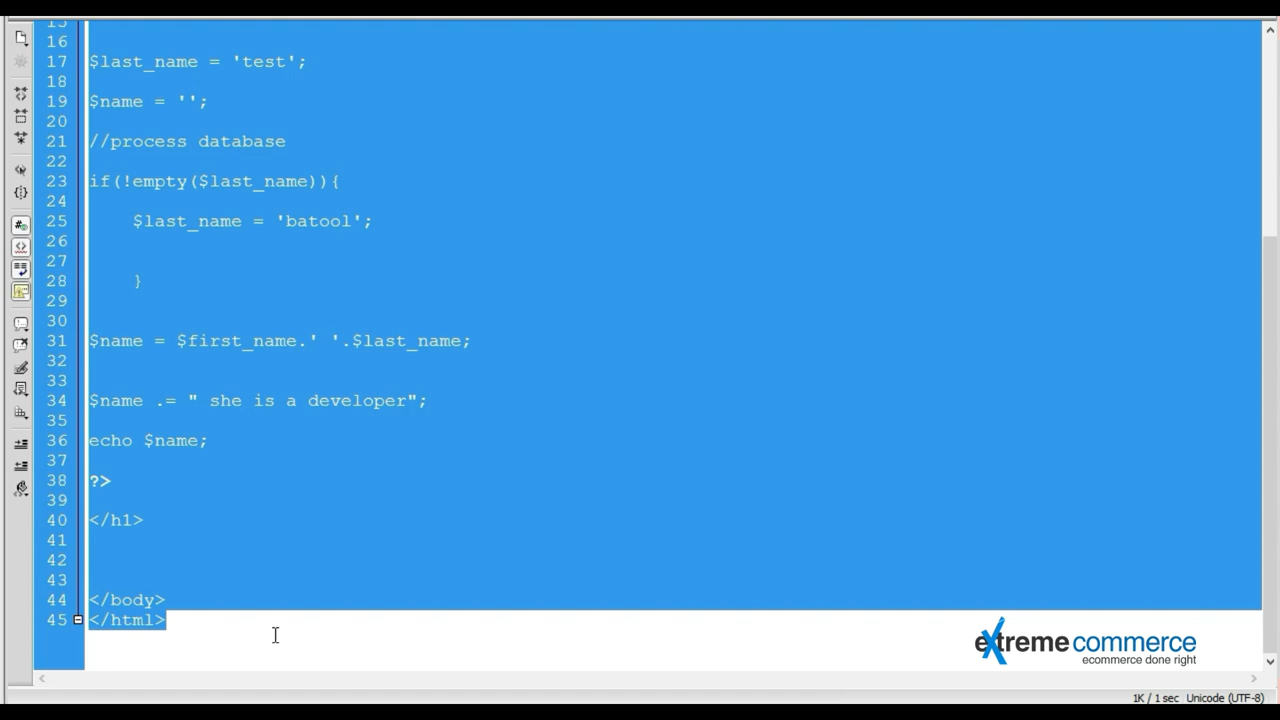 15
16
17 $last_name = 'test';
18
19 $name = '';
20
21 //process database
22
23 if(!empty($last_name)){
24
25 $last_name = 'batool';
26
27
28 }
29
30
31 $name = $first_name.' '.$last_name;
32
33
34 $name .= " she is a developer";
35
36 echo $name;
37
38 ?>
39
40 </h1>
41
42
43
44 </body>
45 </html>
extreme commerce
ecommerce done right
1K / 1 sec Unicode (UTF-8)